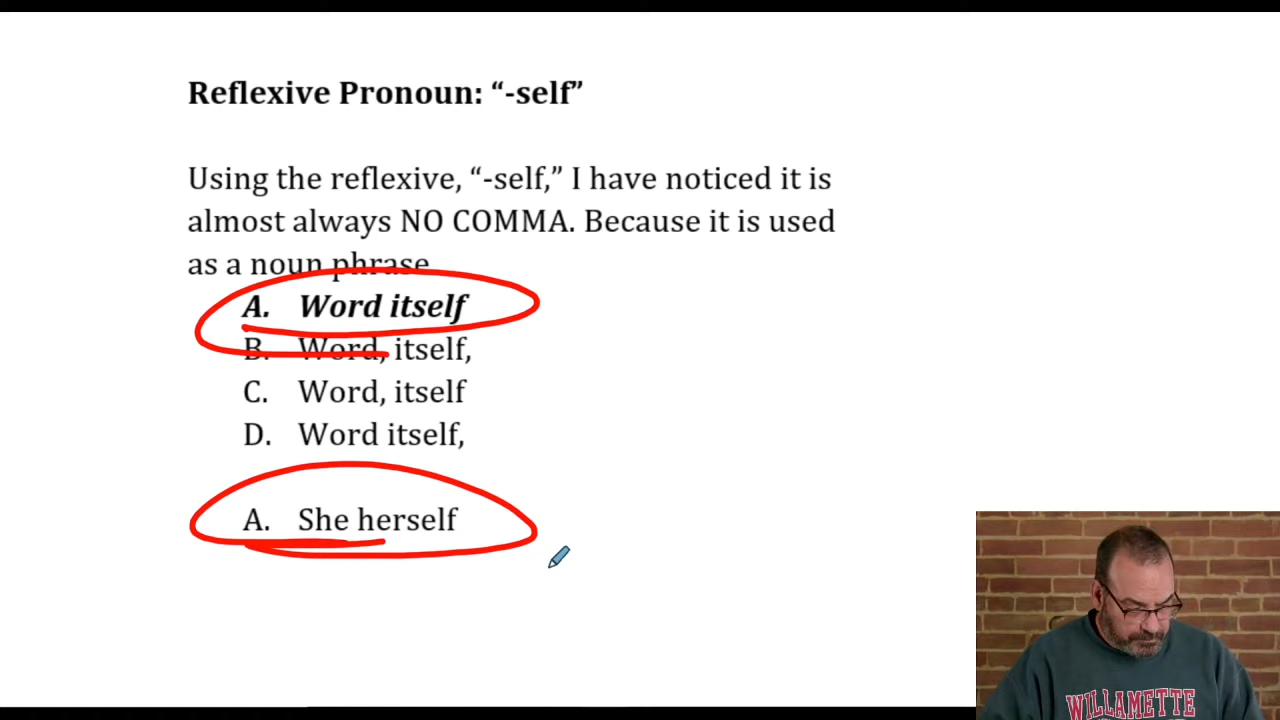 Reflexive Pronoun: “-self”
Using the reflexive, “-self,” I have noticed it is
almost always NO COMMA. Because it is used
as a noun phrase
A. Word itself
B. Word, itself,
C. Word, itself
D. Word itself,
A. She herself
WILLAMETTE